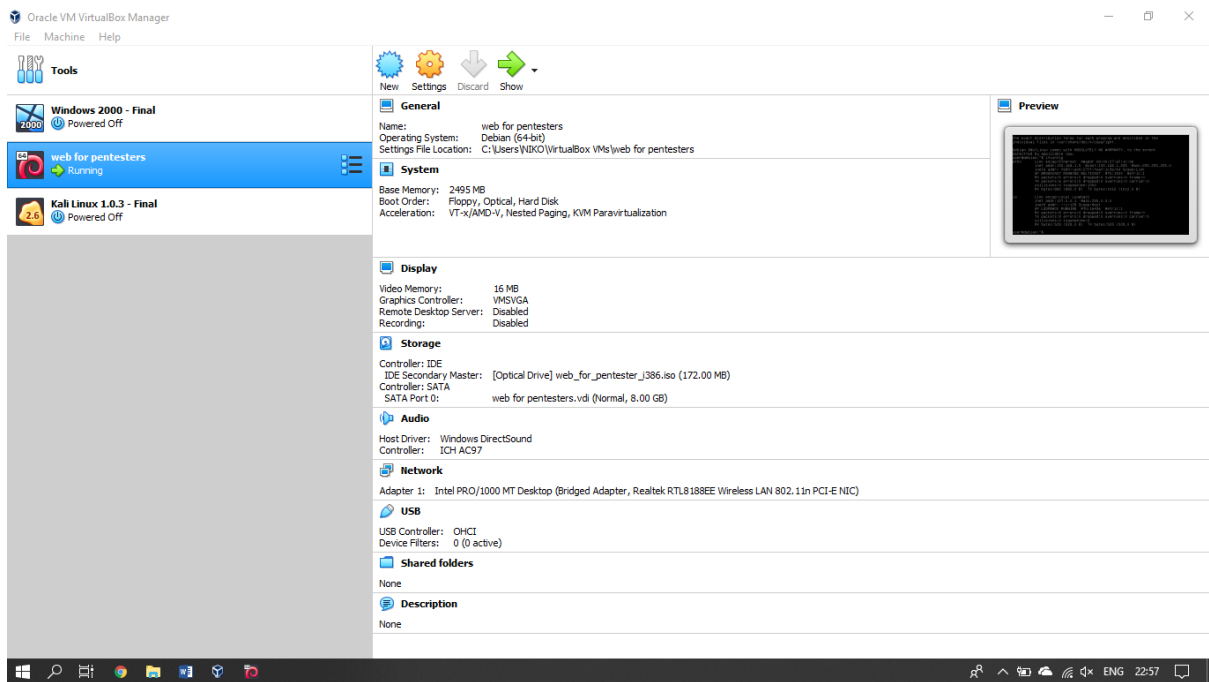 Oracle VM VirtualBox Manager
File Machine Help
Tools
New Settings Discard Show
Windows 2000 - Final
Powered Off
2000
64
web for pentesters
Running
2.6
Kali Linux 1.0.3 - Final
Powered Off
General
Name: web for pentesters
Operating System: Debian (64-bit)
Settings File Location: C:\Users\NIKO\VirtualBox VMs\web for pentesters
System
Base Memory: 2495 MB
Boot Order: Floppy, Optical, Hard Disk
Acceleration: VT-x/AMD-V, Nested Paging, KVM Paravirtualization
Preview
Display
Video Memory: 16 MB
Graphics Controller: VMSVGA
Remote Desktop Server: Disabled
Recording: Disabled
Storage
Controller: IDE
IDE Secondary Master: [Optical Drive] web_for_pentester_i386.iso (172.00 MB)
Controller: SATA
SATA Port 0: web for pentesters.vdi (Normal, 8.00 GB)
Audio
Host Driver: Windows DirectSound
Controller: ICH AC97
Network
Adapter 1: Intel PRO/1000 MT Desktop (Bridged Adapter, Realtek RTL8188EE Wireless LAN 802.11n PCI-E NIC)
USB
USB Controller: OHCI
Device Filters: 0 (0 active)
Shared folders
None
Description
None
ENG 22:57